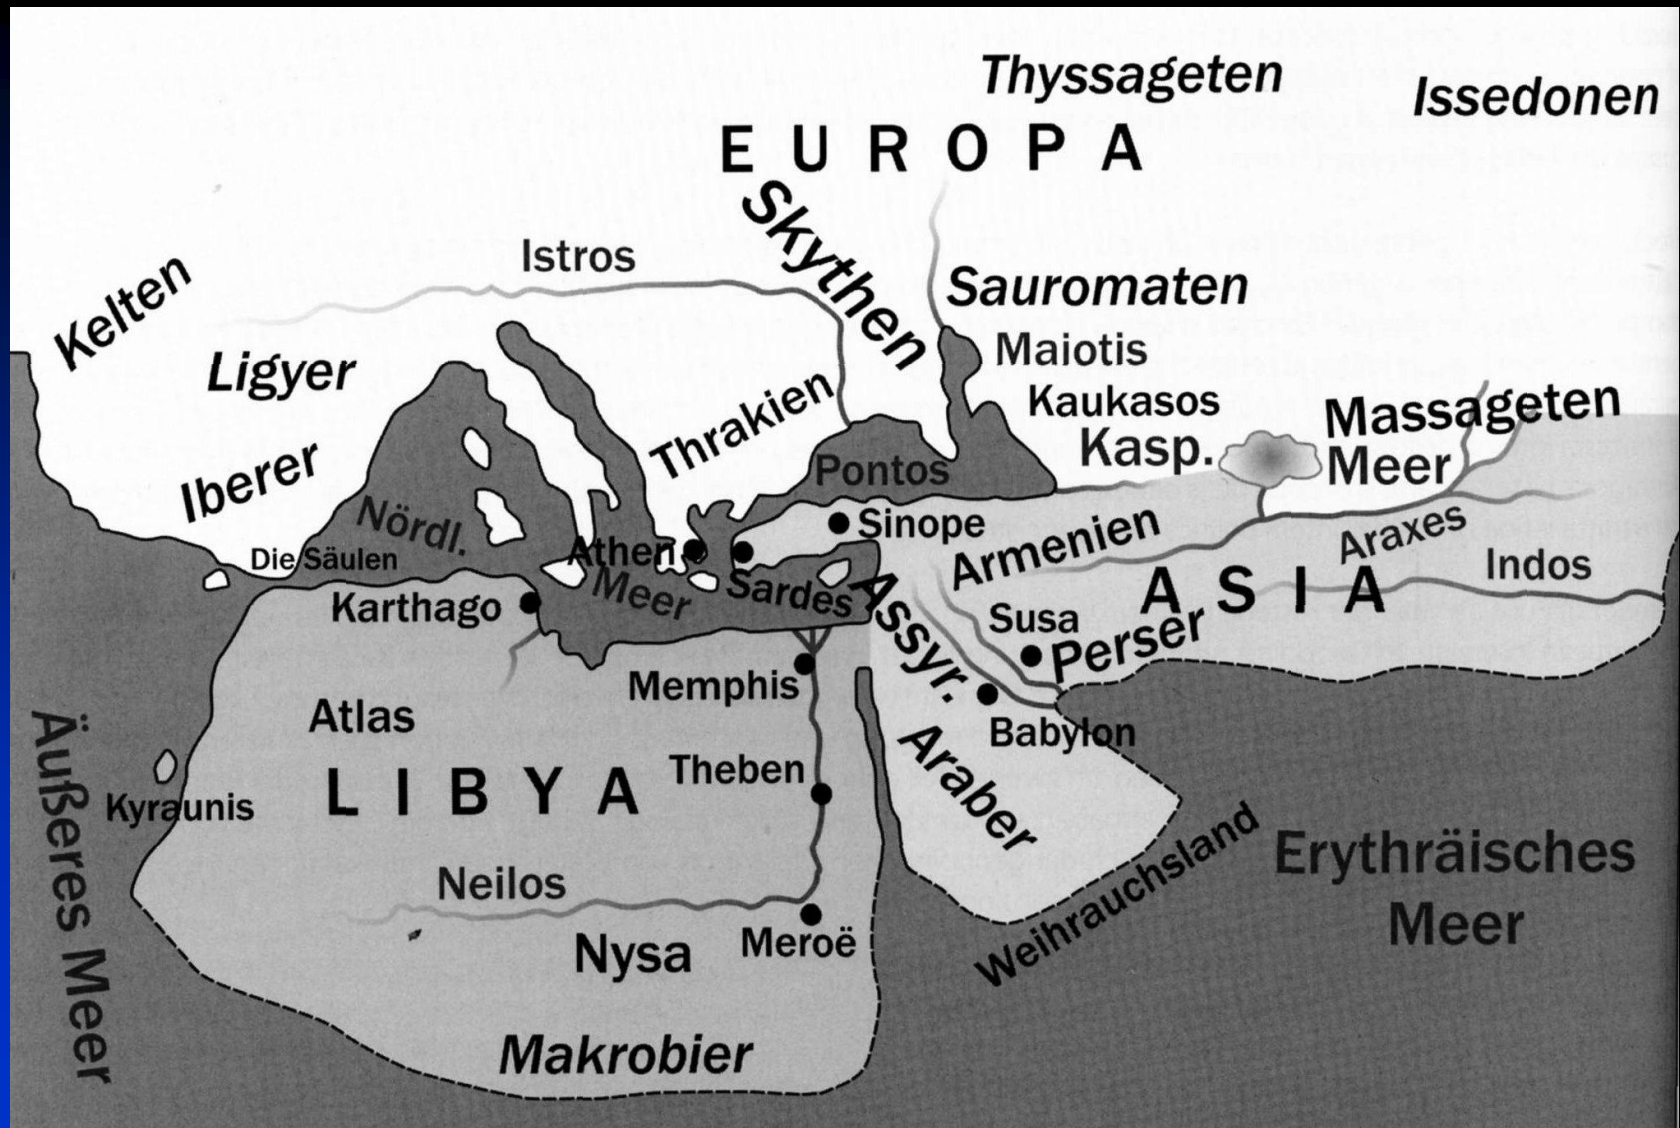 Thyssageten
Issedonen
EUROPA
Skythen
Istros
Kelten
Sauromaten
Ligyer
Maiotis
Kaukasos
Massageten
Thrakien
Kasp.
Meer
Iberer
Pontos
Nördl.
Meer
Sinope
Armenien
Araxes
Die Säulen
Athen
Indos
Sardes
ASIA
Karthago
Assyr.
Susa
Perser
Memphis
Babylon
Atlas
Äußeres Meer
Theben
LIBYA
Araber
Kyraunis
Weihrauchsland
Erythräisches
Meer
Neilos
Meroë
Nysa
Makrobier